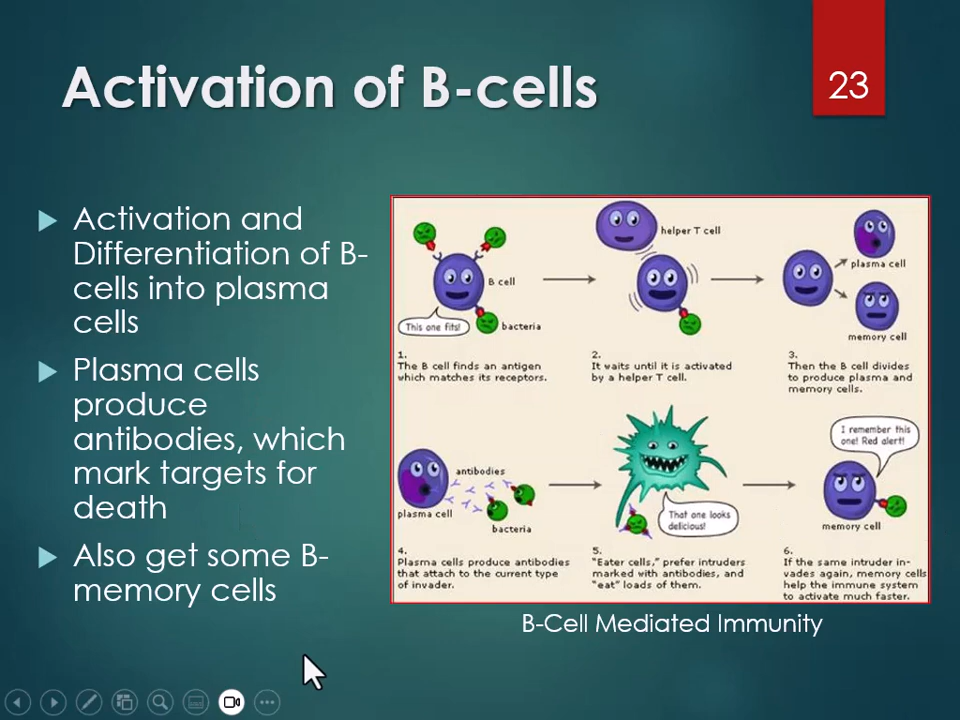 Activation of B-cells
23
Activation and
Differentiation of B-
cells into plasma
cells
Plasma cells
produce
antibodies, which
mark targets for
death
Also get some B-
memory cells
helper T cell
B cell
This one fits!
bacteria
plasma cell
memory cell
1.
The B cell finds an antigen
which matches its receptors.
2.
It waits until it is activated
by a helper T cell.
3.
Then the B cell divides
to produce plasma and
memory cells.
antibodies
plasma cell
bacteria
That one looks
delicious!
I remember this
one! Red alert!
memory cell
4.
Plasma cells produce antibodies
that attach to the current type
of invader.
5.
"Eater cells," prefer intruders
marked with antibodies, and
"eat" loads of them.
6.
If the same intruder in-
vades again, memory cells
help the immune system
to activate much faster.
B-Cell Mediated Immunity